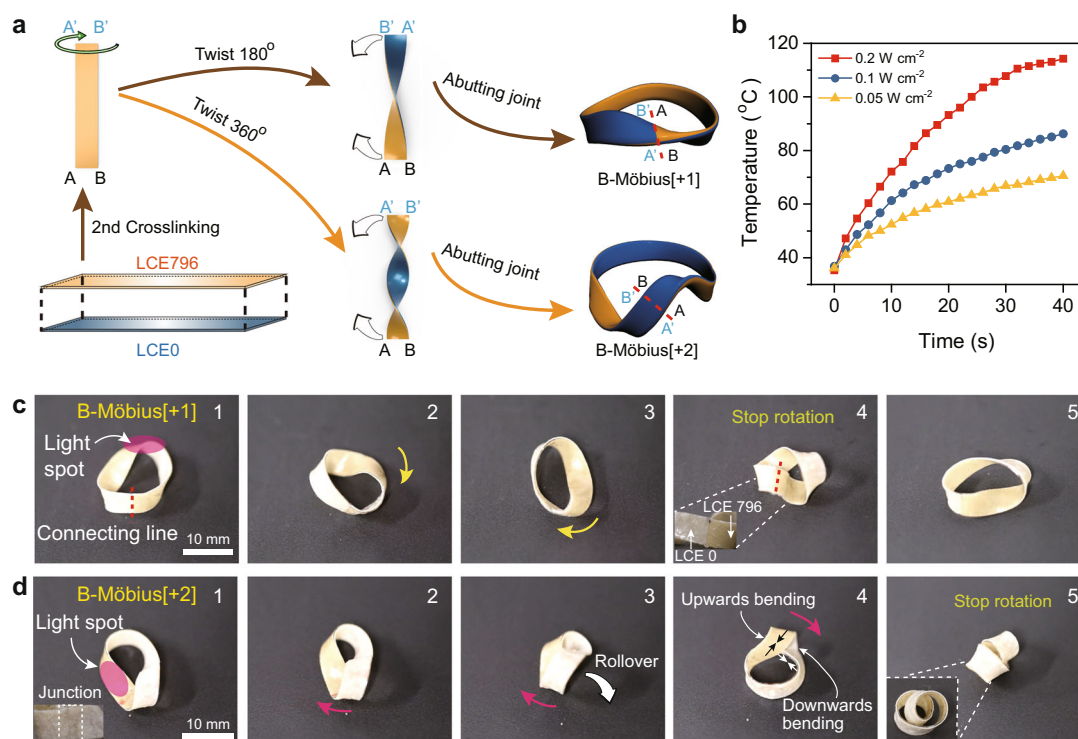 a
A' B'
Twist 180°
Twist 360°
A B
2nd Crosslinking
LCE796
LCE0
B' A'
A B
Abutting joint
B' A
A' B
B-Möbius[+1]
A' B'
A B
Abutting joint
B
B' A
A'
B-Möbius[+2]
b
Temperature (°C)
120
100
80
60
40
0.2 W cm-2
0.1 W cm-2
0.05 W cm-2
0 10 20 30 40
Time (s)
c
B-Möbius[+1] 1
Light
spot
Connecting line
10 mm
2
3
Stop rotation 4
LCE 796
LCE 0
5
d
B-Möbius[+2] 1
Light spot
Junction
10 mm
2
3
Rollover
4
Upwards bending
Downwards
bending
5
Stop rotation